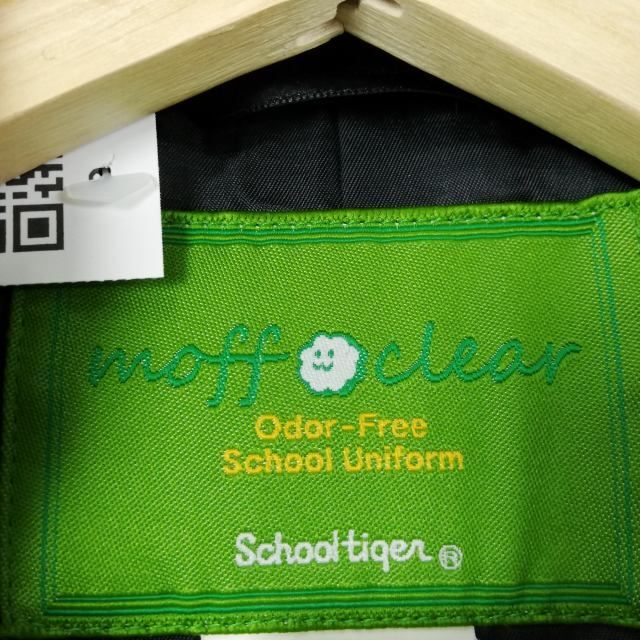 moff clear
Odor-Free
School Uniform
Schooltiger®